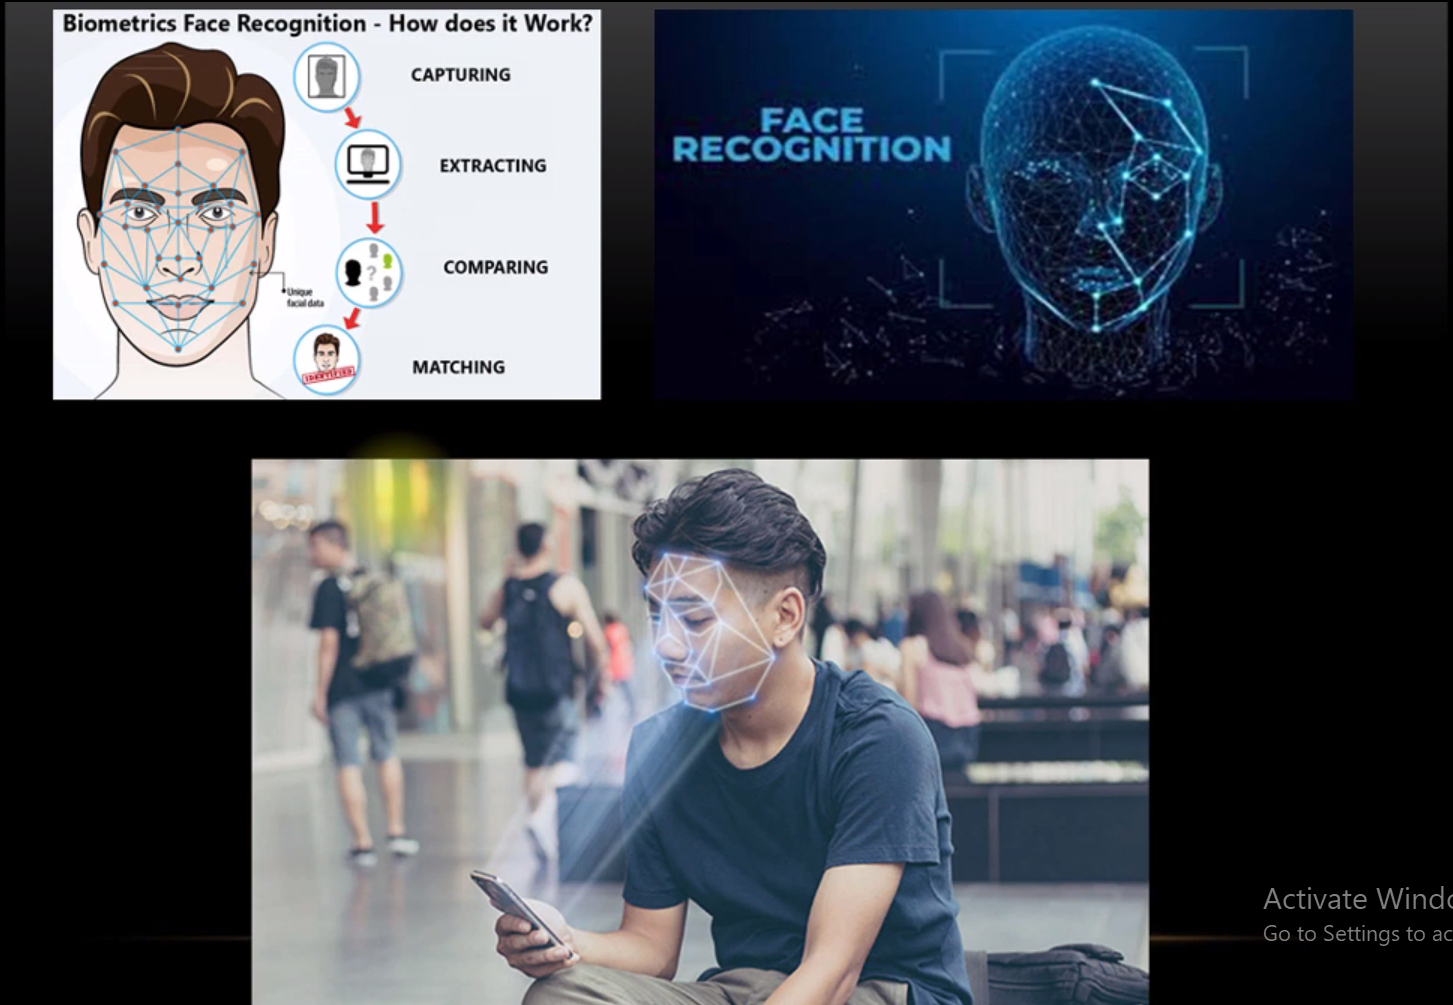 Biometrics Face Recognition - How does it Work?
CAPTURING
EXTRACTING
COMPARING
?
Unique
facial data
IDENTIFIED
MATCHING
FACE
RECOGNITION
Activate Windo
Go to Settings to ac